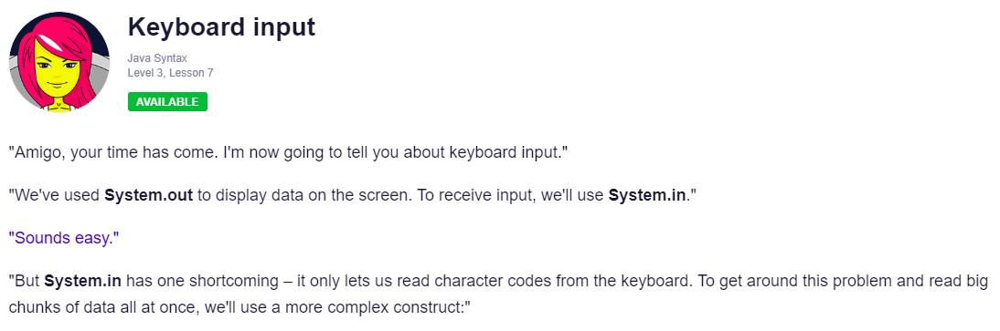 Keyboard input
Java Syntax
Level 3, Lesson 7
AVAILABLE
"Amigo, your time has come. I'm now going to tell you about keyboard input."
"We've used System.out to display data on the screen. To receive input, we'll use System.in."
"Sounds easy."
"But System.in has one shortcoming – it only lets us read character codes from the keyboard. To get around this problem and read big
chunks of data all at once, we'll use a more complex construct:"